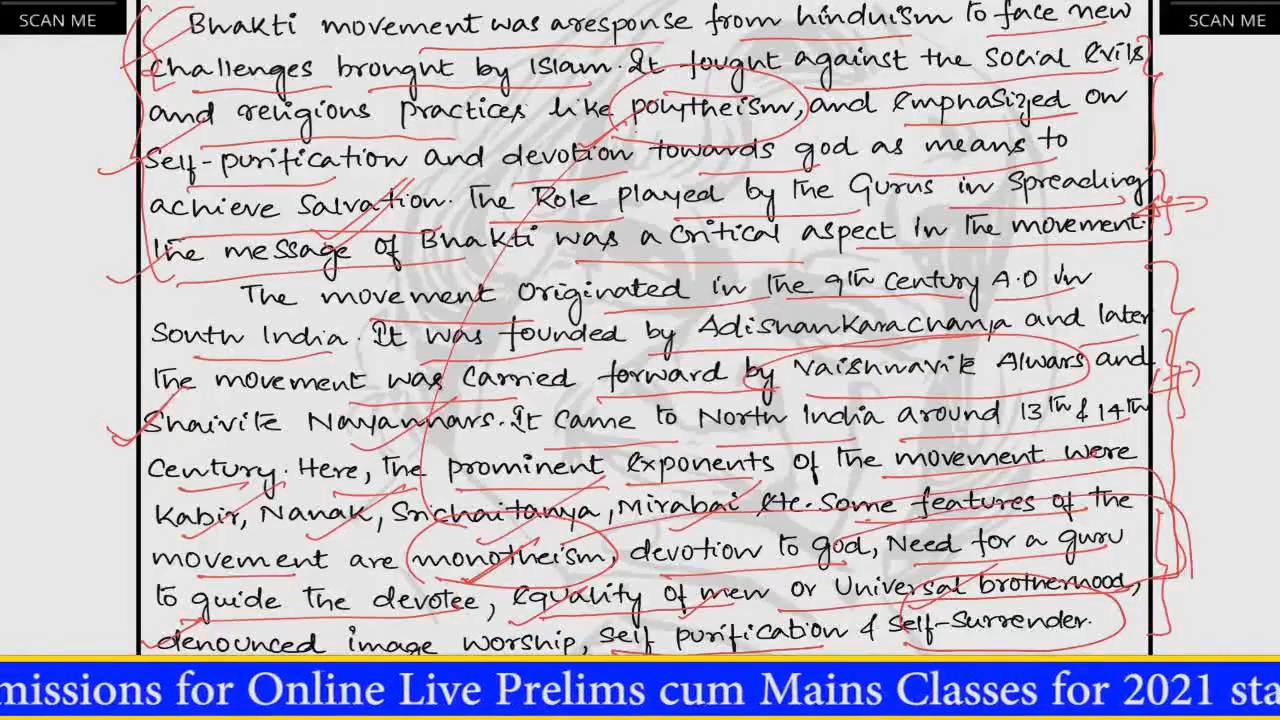 SCAN ME
SCAN ME
Bhakti movement was a response from hinduism to face new
challenges brought by Islam. It fought against the social evils
and religious practices like polytheism, and emphasized on
self-purification and devotion towards god as means to
achieve salvation. The Role played by the Gurus in spreading
the message of Bhakti was a critical aspect in the movement.
The movement originated in the 9th century A.D in
South India. It was founded by Adishankarachanya and later
the movement was carried forward by Vaishnavite Alwars and
Shaivite Nayannars. It came to North India around 13th & 14th
century. Here, the prominent exponents of the movement were
Kabir, Nanak, Sri chaitanya, Mirabai etc. Some features of the
movement are monotheism, devotion to god, Need for a guru
to guide the devotee, equality of men or Universal brotherhood,
denounced image worship, self purification & self-surrender.
missions for Online Live Prelims cum Mains Classes for 2021 sta